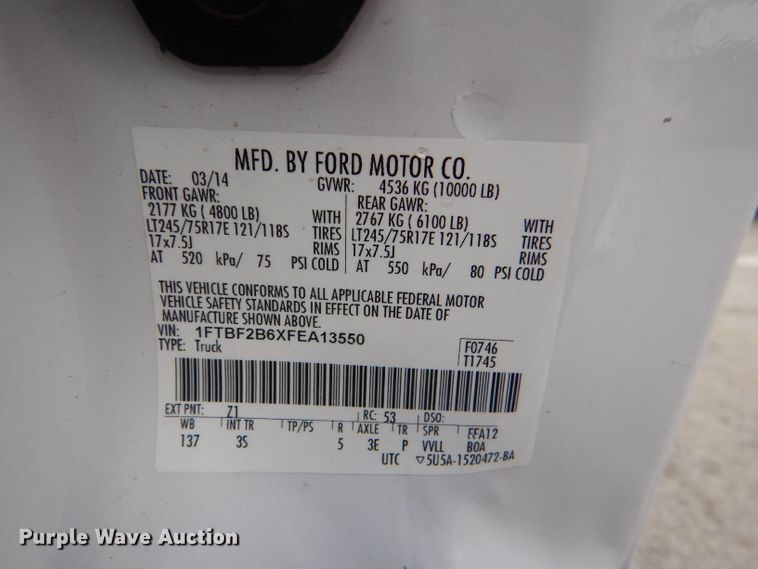 MFD. BY FORD MOTOR CO.
DATE: 03/14 GVWR: 4536 KG (10000 LB)
FRONT GAWR: REAR GAWR:
2177 KG ( 4800 LB) WITH 2767 KG ( 6100 LB) WITH
LT245/75R17E 121/118S TIRES LT245/75R17E 121/118S TIRES
17x7.5J RIMS 17x7.5J RIMS
AT 520 kPa/ 75 PSI COLD AT 550 kPa/ 80 PSI COLD
THIS VEHICLE CONFORMS TO ALL APPLICABLE FEDERAL MOTOR
VEHICLE SAFETY STANDARDS IN EFFECT ON THE DATE OF
MANUFACTURE SHOWN ABOVE.
VIN: 1FTBF2B6XFEA13550
TYPE: Truck
F0746
T1745
EXT PNT: Z1 RC: 53 DSO:
WB INT TR TP/PS R AXLE TR SPR FFA12
137 3S 5 3E P VVLL BOA
UTC ▽5U5A-1520472-BA
Purple Wave Auction